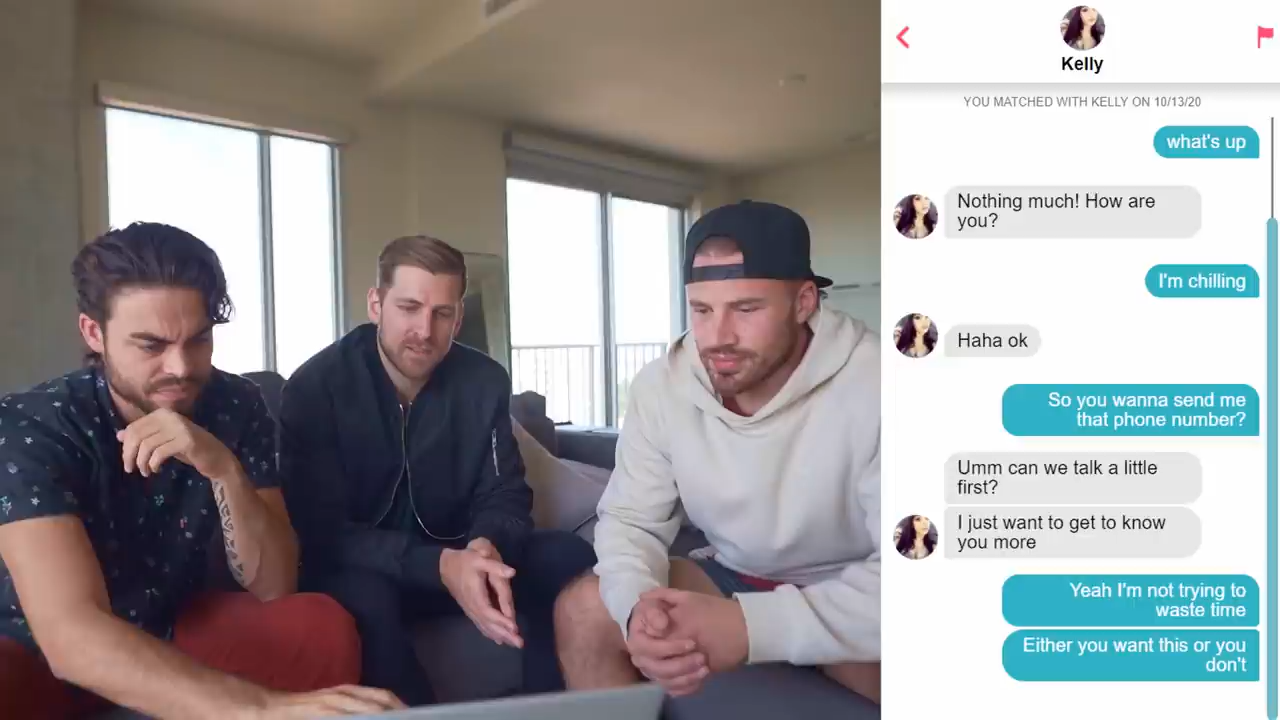 Kelly
YOU MATCHED WITH KELLY ON 10/13/20
what's up
Nothing much! How are
you?
I'm chilling
Haha ok
So you wanna send me
that phone number?
Umm can we talk a little
first?
I just want to get to know
you more
Yeah I'm not trying to
waste time
Either you want this or you
don't